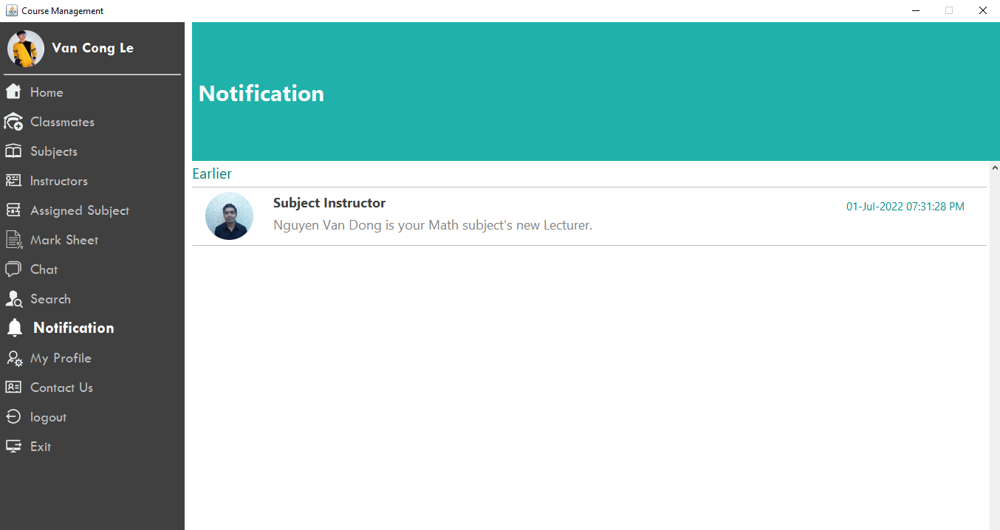 Course Management
Van Cong Le
Home
Classmates
Subjects
Instructors
Assigned Subject
Mark Sheet
Chat
Search
Notification
My Profile
Contact Us
logout
Exit
Notification
Earlier
Subject Instructor
01-Jul-2022 07:31:28 PM
Nguyen Van Dong is your Math subject's new Lecturer.